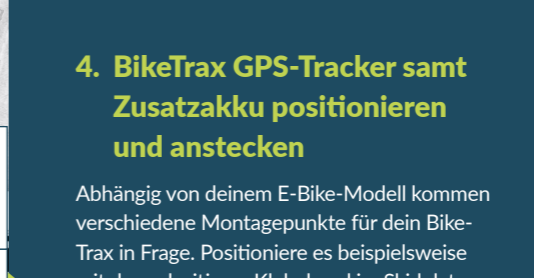 4. BikeTrax GPS-Tracker samt
Zusatzakku positionieren
und anstecken
Abhängig von deinem E-Bike-Modell kommen
verschiedene Montagepunkte für dein Bike-
Trax in Frage. Positioniere es beispielsweise